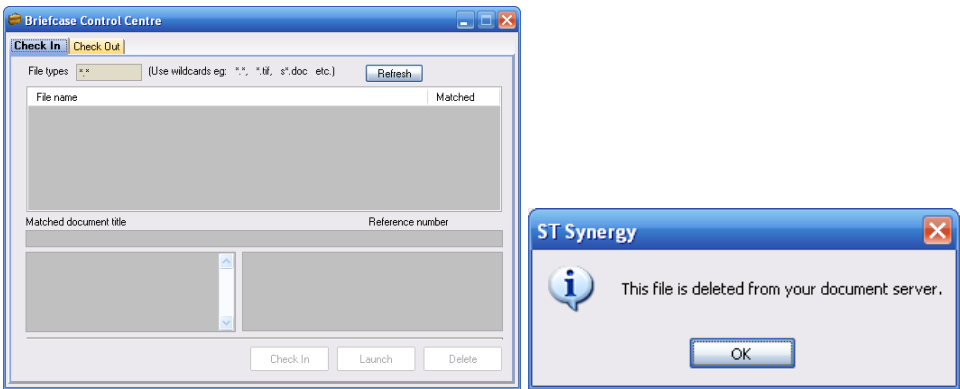 Briefcase Control Centre
Check In Check Out
File types *.* (Use wildcards eg: *.*, *.tif, s*.doc etc.) Refresh
File name Matched
Matched document title Reference number
Check In Launch Delete
ST Synergy
This file is deleted from your document server.
OK